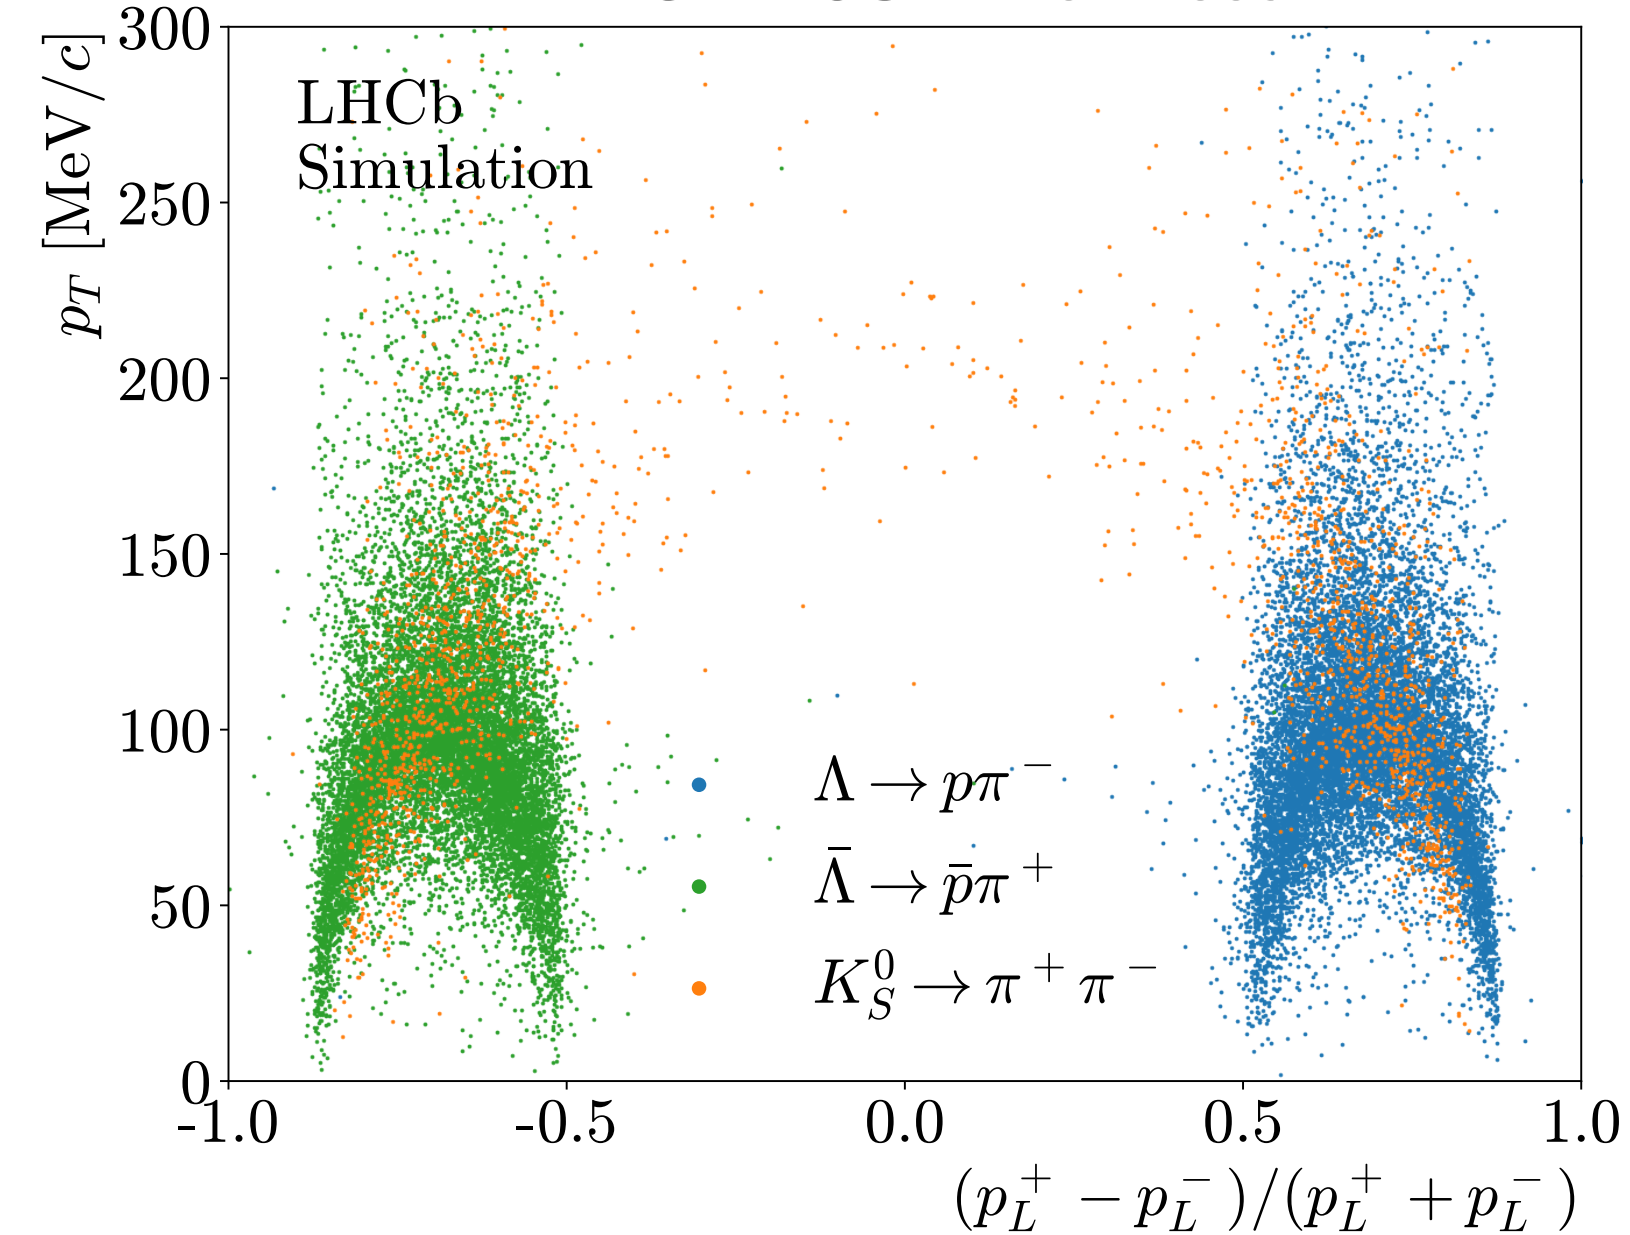 300
250
200
150
100
50
0
p_T [MeV/c]
LHCb
Simulation
Λ → pπ⁻
Λ̄ → p̄π⁺
K⁰_S → π⁺π⁻
-1.0 -0.5 0.0 0.5 1.0
(p_L⁺ − p_L⁻)/(p_L⁺ + p_L⁻)